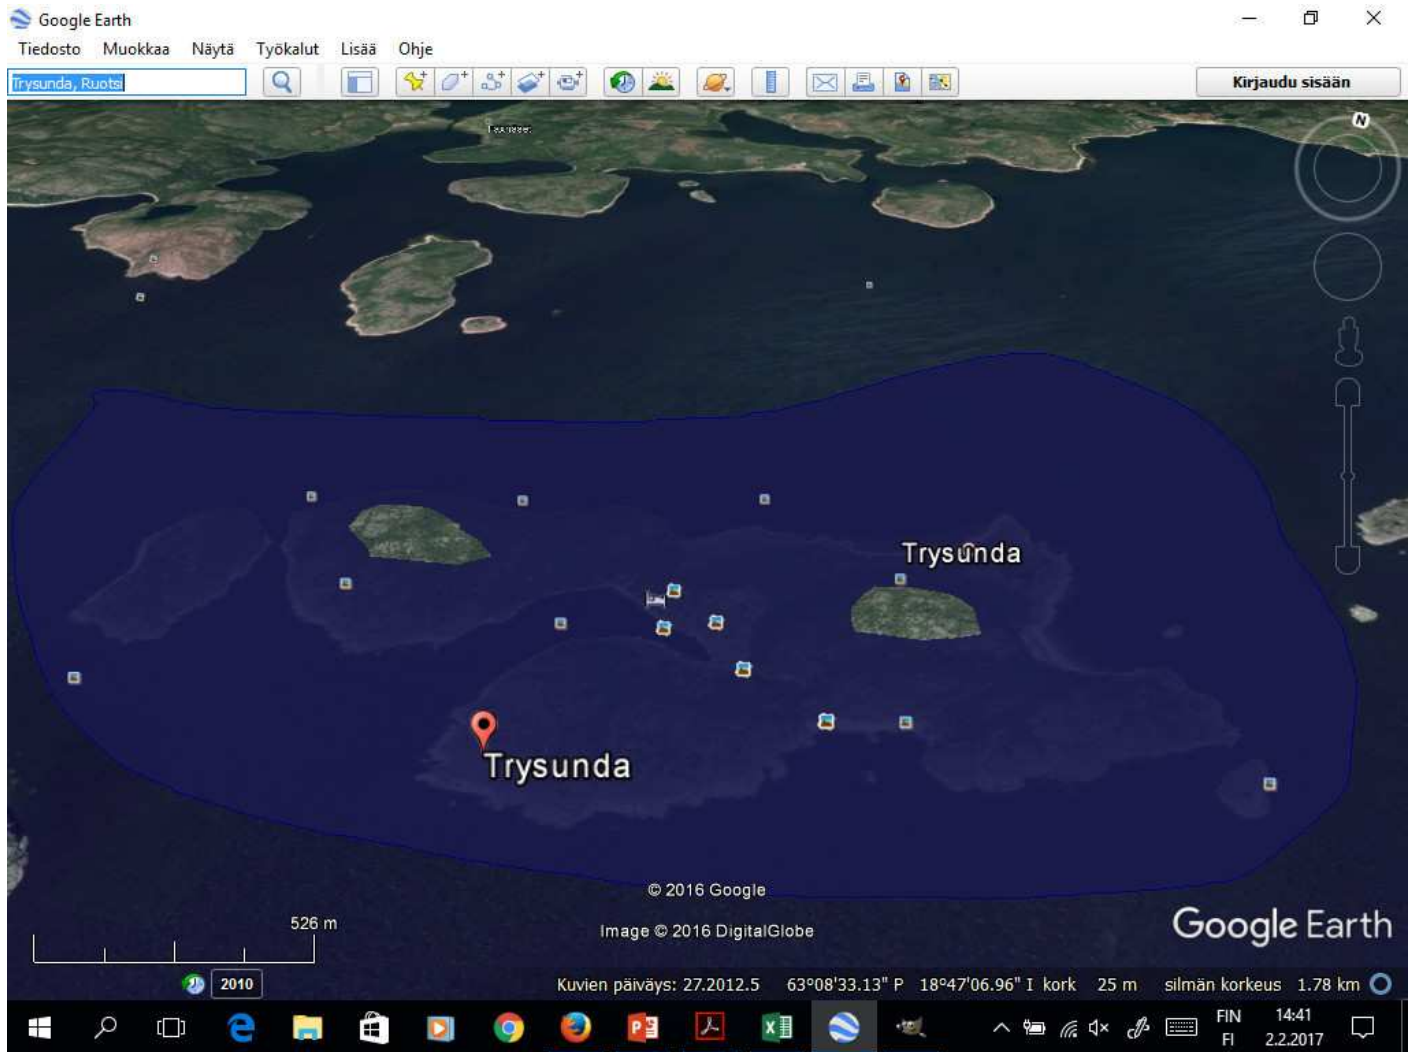 Google Earth
Tiedosto Muokkaa Näytä Työkalut Lisää Ohje
Trysunda, Ruotsi
Kirjaudu sisään
N
Trysunda
Trysunda
© 2016 Google
526 m
Image © 2016 DigitalGlobe
Google Earth
2010
Kuvien päiväys: 27.2012.5 63°08'33.13" P 18°47'06.96" I kork 25 m silmän korkeus 1.78 km
FIN 14:41
FI 2.2.2017